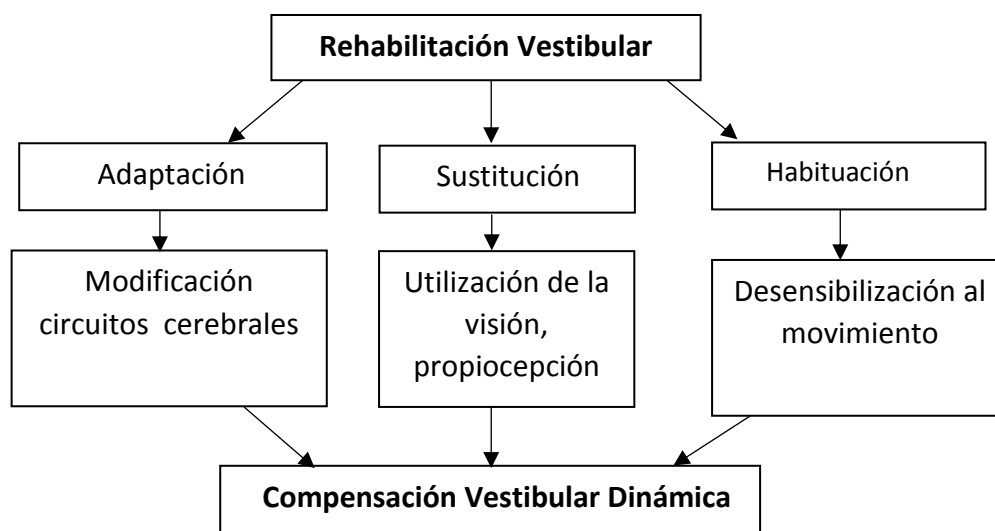 Rehabilitación Vestibular
Adaptación
Sustitución
Habituación
Modificación
circuitos cerebrales
Utilización de la
visión,
propiocepción
Desensibilización al
movimiento
Compensación Vestibular Dinámica